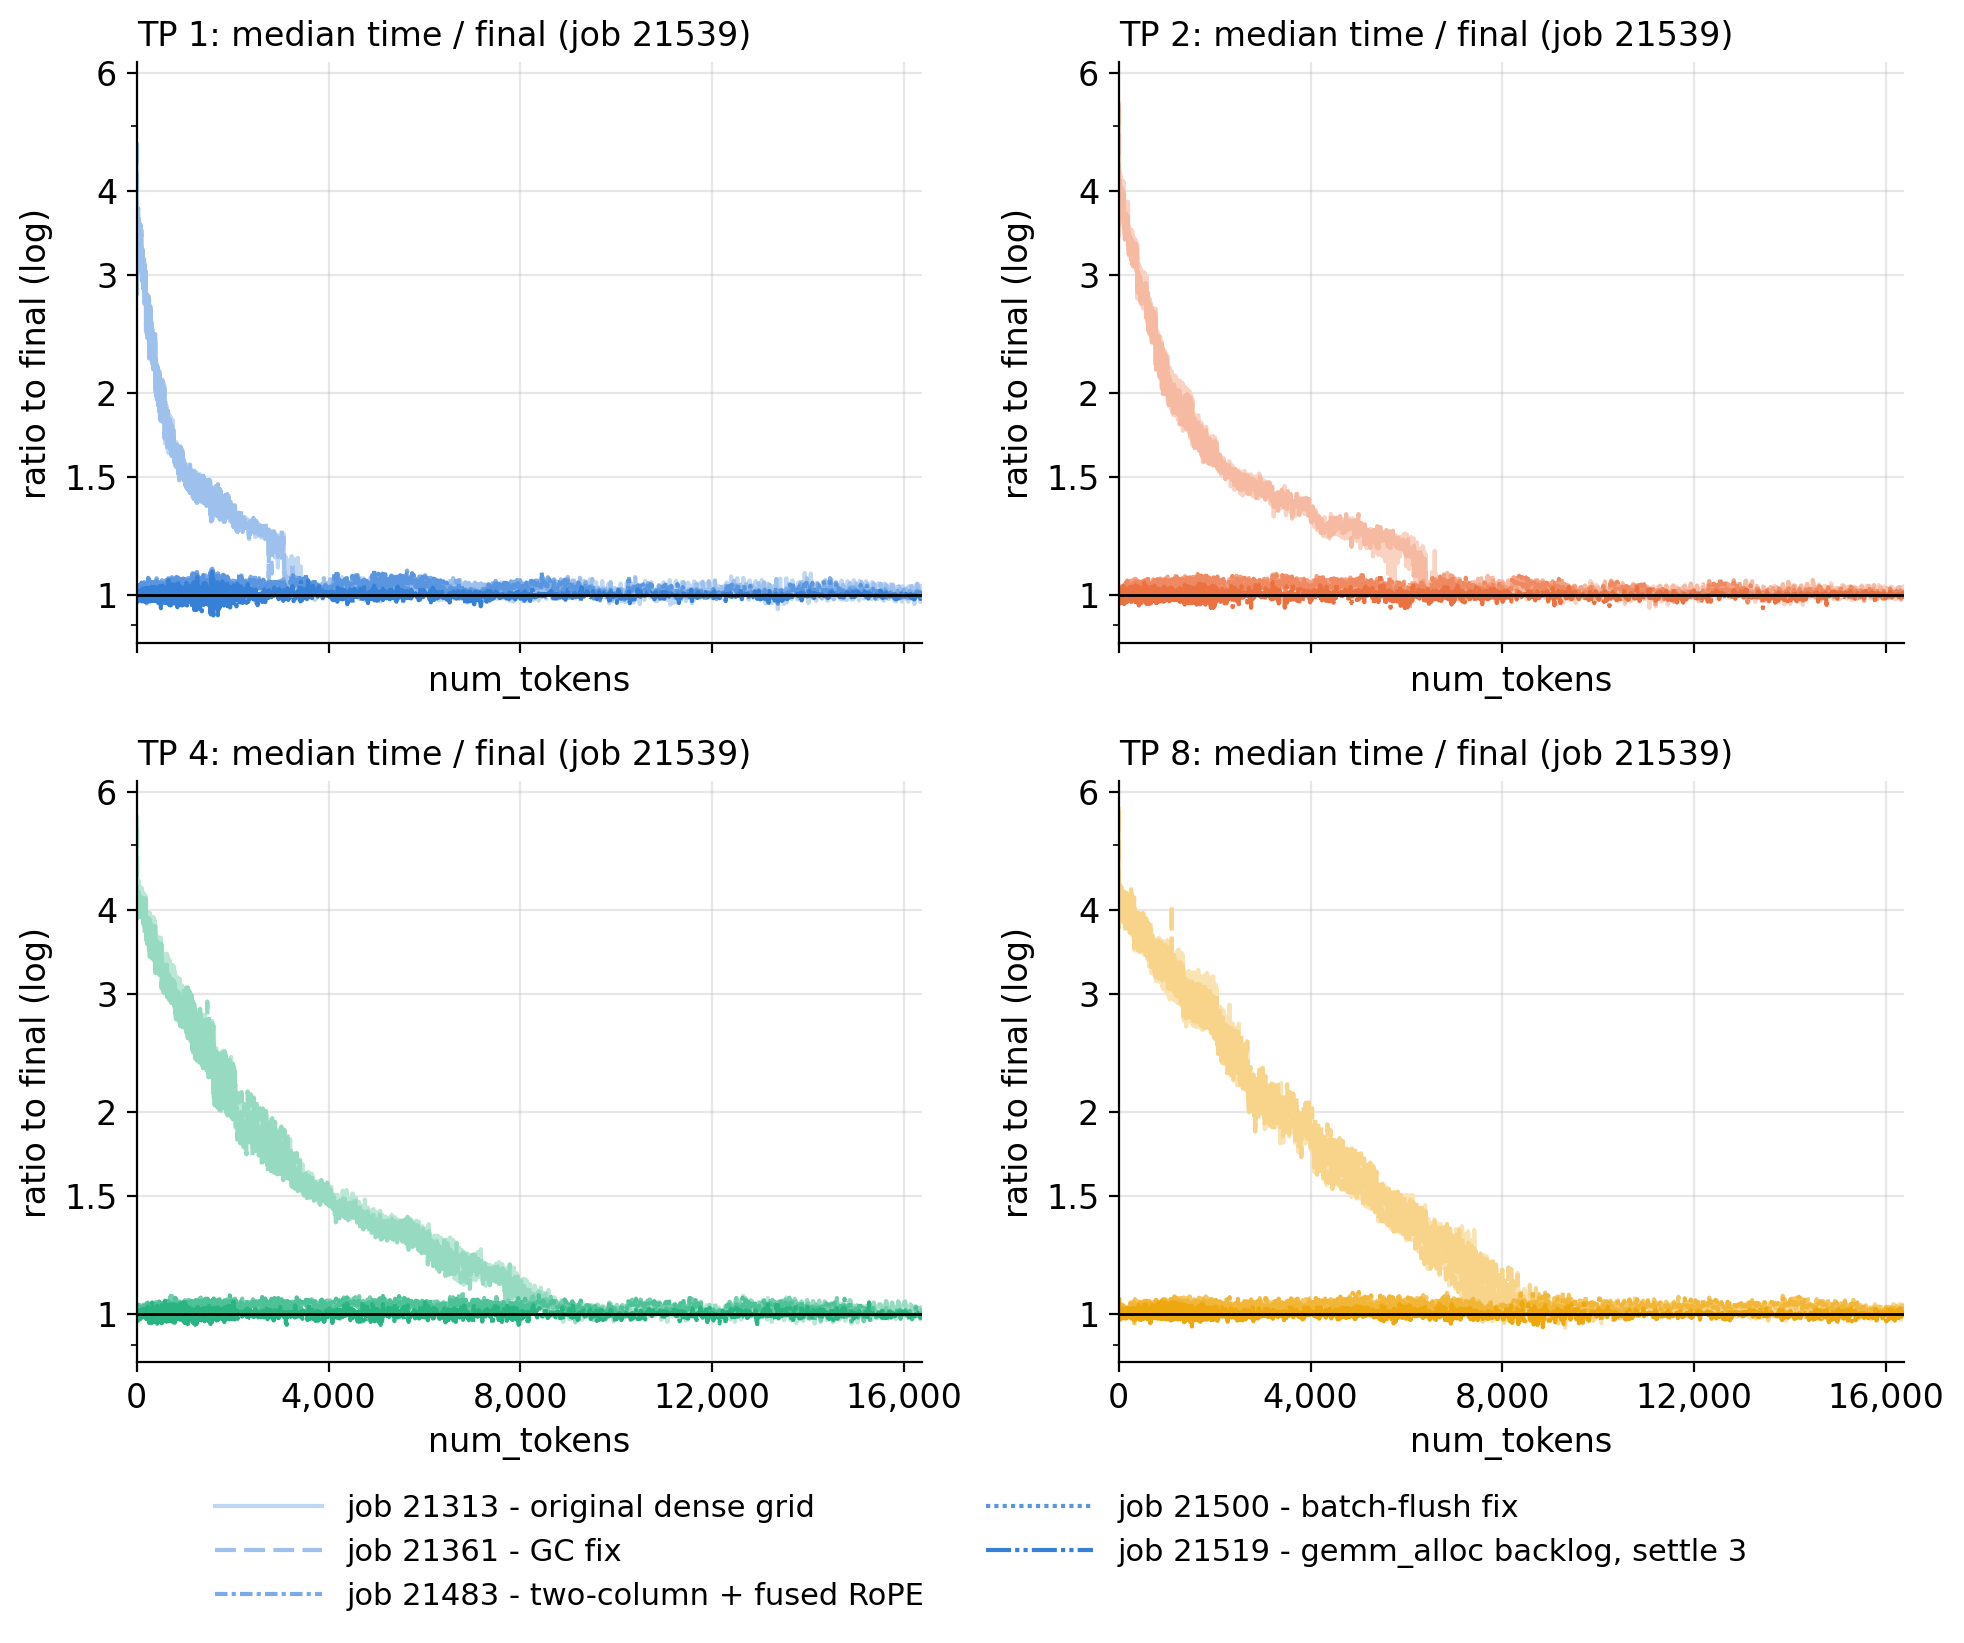 TP 1: median time / final (job 21539)
6
4
3
2
1.5
1
ratio to final (log)
num_tokens
TP 2: median time / final (job 21539)
6
4
3
2
1.5
1
ratio to final (log)
num_tokens
TP 4: median time / final (job 21539)
6
4
3
2
1.5
1
ratio to final (log)
0 4,000 8,000 12,000 16,000
num_tokens
TP 8: median time / final (job 21539)
6
4
3
2
1.5
1
ratio to final (log)
0 4,000 8,000 12,000 16,000
num_tokens
job 21313 - original dense grid
job 21361 - GC fix
job 21483 - two-column + fused RoPE
job 21500 - batch-flush fix
job 21519 - gemm_alloc backlog, settle 3